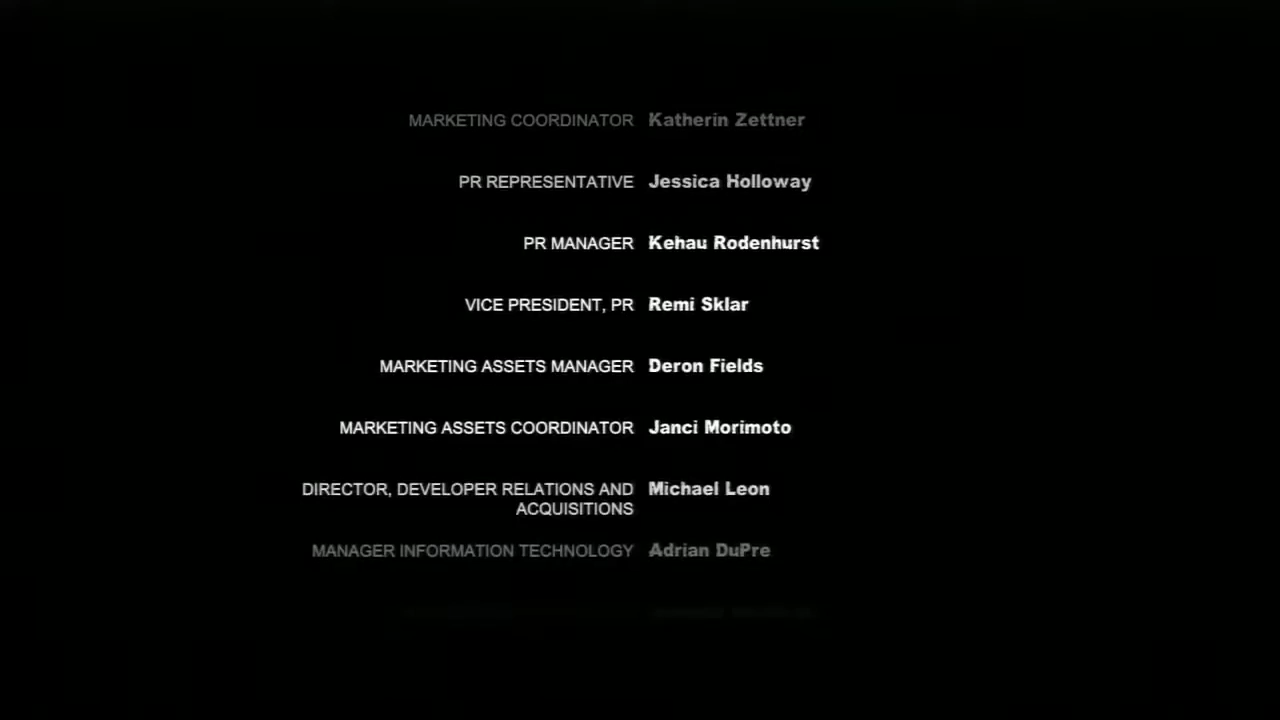 MARKETING COORDINATOR Katherin Zettner
PR REPRESENTATIVE Jessica Holloway
PR MANAGER Kehau Rodenhurst
VICE PRESIDENT, PR Remi Sklar
MARKETING ASSETS MANAGER Deron Fields
MARKETING ASSETS COORDINATOR Janci Morimoto
DIRECTOR, DEVELOPER RELATIONS AND Michael Leon
ACQUISITIONS
MANAGER INFORMATION TECHNOLOGY Adrian DuPre